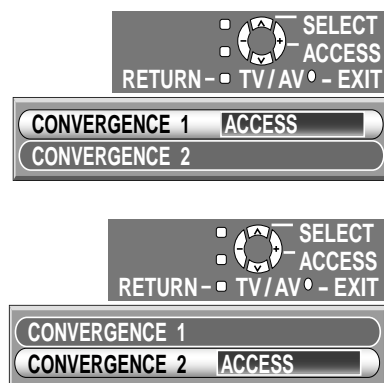 SELECT
ACCESS
RETURN – TV / AV – EXIT
CONVERGENCE 1 ACCESS
CONVERGENCE 2
SELECT
ACCESS
RETURN – TV / AV – EXIT
CONVERGENCE 1
CONVERGENCE 2 ACCESS